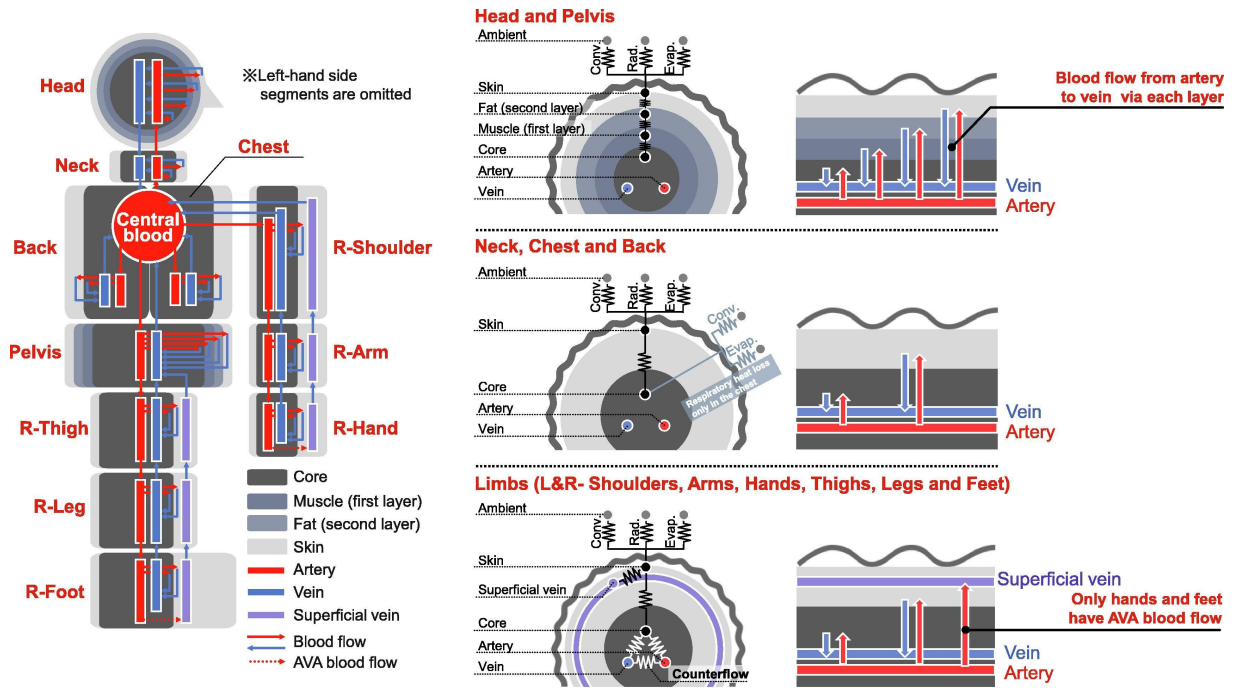 Head
※Left-hand side
segments are omitted
Neck
Chest
Central
blood
Back
R-Shoulder
Pelvis
R-Arm
R-Thigh
R-Hand
R-Leg
R-Foot
Core
Muscle (first layer)
Fat (second layer)
Skin
Artery
Vein
Superficial vein
Blood flow
AVA blood flow
Head and Pelvis
Ambient
Conv.
Rad.
Evap.
Skin
Fat (second layer)
Muscle (first layer)
Core
Artery
Vein
Blood flow from artery
to vein via each layer
Vein
Artery
Neck, Chest and Back
Ambient
Conv.
Rad.
Evap.
Skin
Conv.
Evap.
Respiratory heat loss
only in the chest
Core
Artery
Vein
Vein
Artery
Limbs (L&R- Shoulders, Arms, Hands, Thighs, Legs and Feet)
Ambient
Conv.
Rad.
Evap.
Skin
Superficial vein
Core
Artery
Vein
Counterflow
Superficial vein
Only hands and feet
have AVA blood flow
Vein
Artery